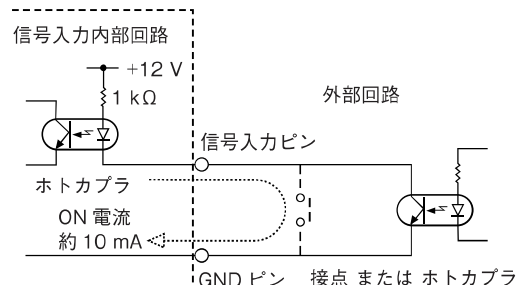 信号入力内部回路
+12 V
1 kΩ
外部回路
信号入力ピン
ホトカプラ
ON 電流
約 10 mA
GND ピン
接点 または ホトカプラ